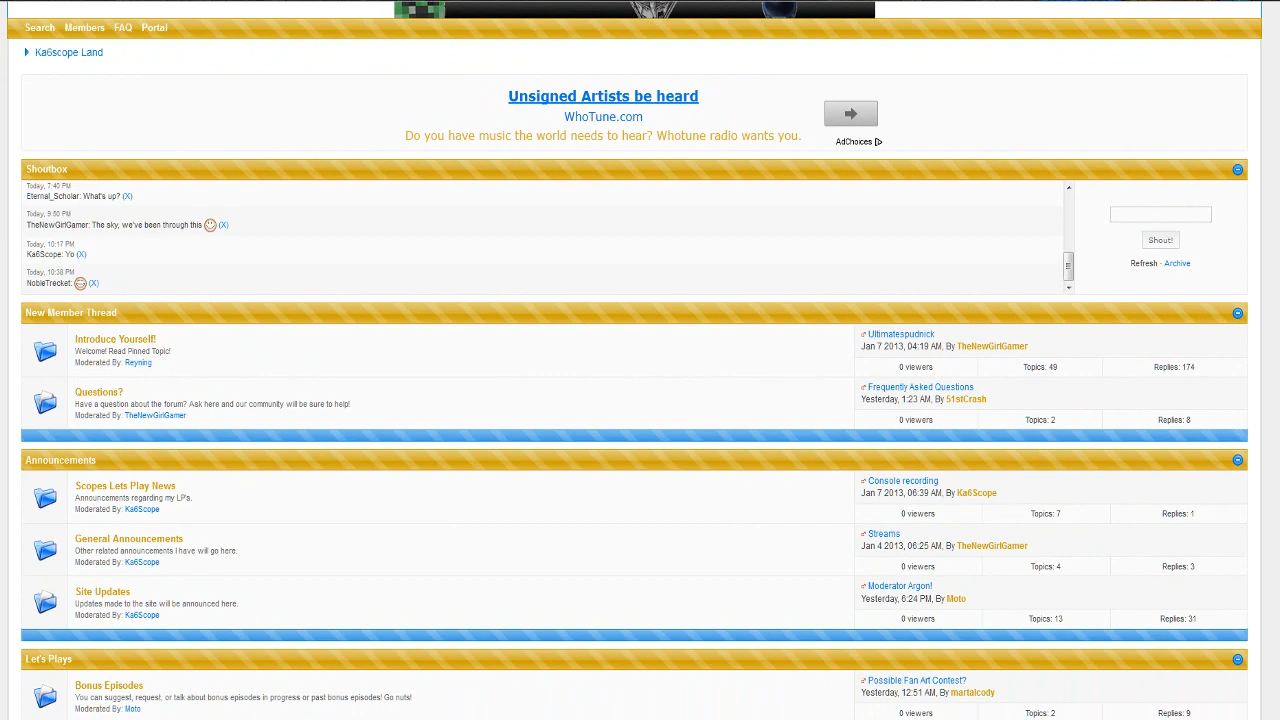 Search Members FAQ Portal
Ka6scope Land
Unsigned Artists be heard
WhoTune.com
Do you have music the world needs to hear? Whotune radio wants you.
AdChoices
Shoutbox
Today, 7:40 PM
Eternal_Scholar: What's up? (X)
Today, 9:50 PM
TheNewGirlGamer: The sky, we've been through this (X)
Today, 10:17 PM
Ka6Scope: Yo (X)
Today, 10:38 PM
NobleTrecket: (X)
Shout!
Refresh - Archive
New Member Thread
Introduce Yourself!
Welcome! Read Pinned Topic!
Moderated By: Reyning
Ultimatespudnick
Jan 7 2013, 04:19 AM, By TheNewGirlGamer
0 viewers Topics: 49 Replies: 174
Questions?
Have a question about the forum? Ask here and our community will be sure to help!
Moderated By: TheNewGirlGamer
Frequently Asked Questions
Yesterday, 1:23 AM, By 51stCrash
0 viewers Topics: 2 Replies: 8
Announcements
Scopes Lets Play News
Announcements regarding my LP's.
Moderated By: Ka6Scope
Console recording
Jan 7 2013, 06:39 AM, By Ka6Scope
0 viewers Topics: 7 Replies: 1
General Announcements
Other related announcements I have will go here.
Moderated By: Ka6Scope
Streams
Jan 4 2013, 06:25 AM, By TheNewGirlGamer
0 viewers Topics: 4 Replies: 3
Site Updates
Updates made to the site will be announced here.
Moderated By: Ka6Scope
Moderator Argon!
Yesterday, 6:24 PM, By Moto
0 viewers Topics: 13 Replies: 31
Let's Plays
Bonus Episodes
You can suggest, request, or talk about bonus episodes in progress or past bonus episodes! Go nuts!
Moderated By: Moto
Possible Fan Art Contest?
Yesterday, 12:51 AM, By martalcody
0 viewers Topics: 2 Replies: 9